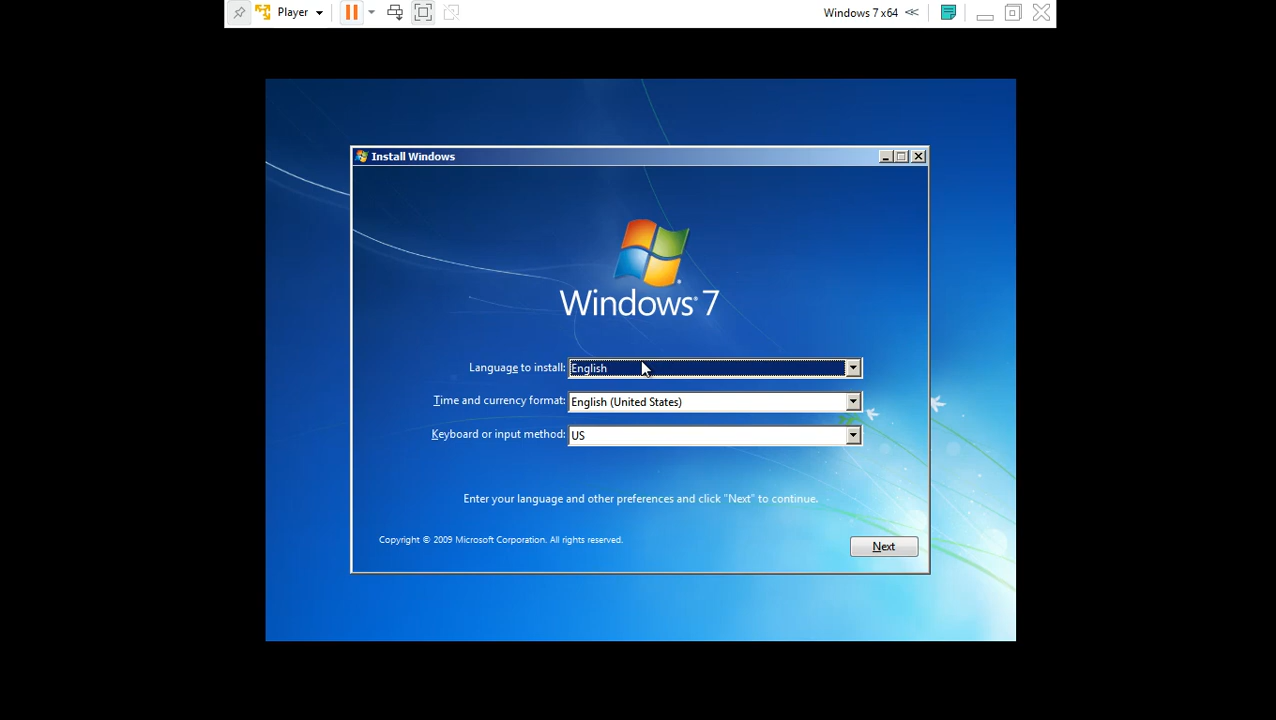 Player
Windows 7 x64
Install Windows
Windows® 7
Language to install: English
Time and currency format: English (United States)
Keyboard or input method: US
Enter your language and other preferences and click "Next" to continue.
Copyright © 2009 Microsoft Corporation. All rights reserved.
Next